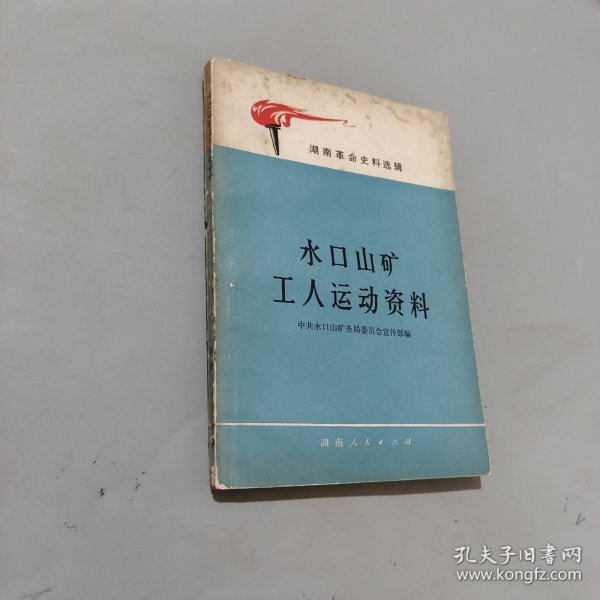 湖南革命史料选辑
水口山矿
工人运动资料
中共水口山矿务局委员会宣传部编
湖南人民出版社
孔夫子旧书网
www.kongfz.com